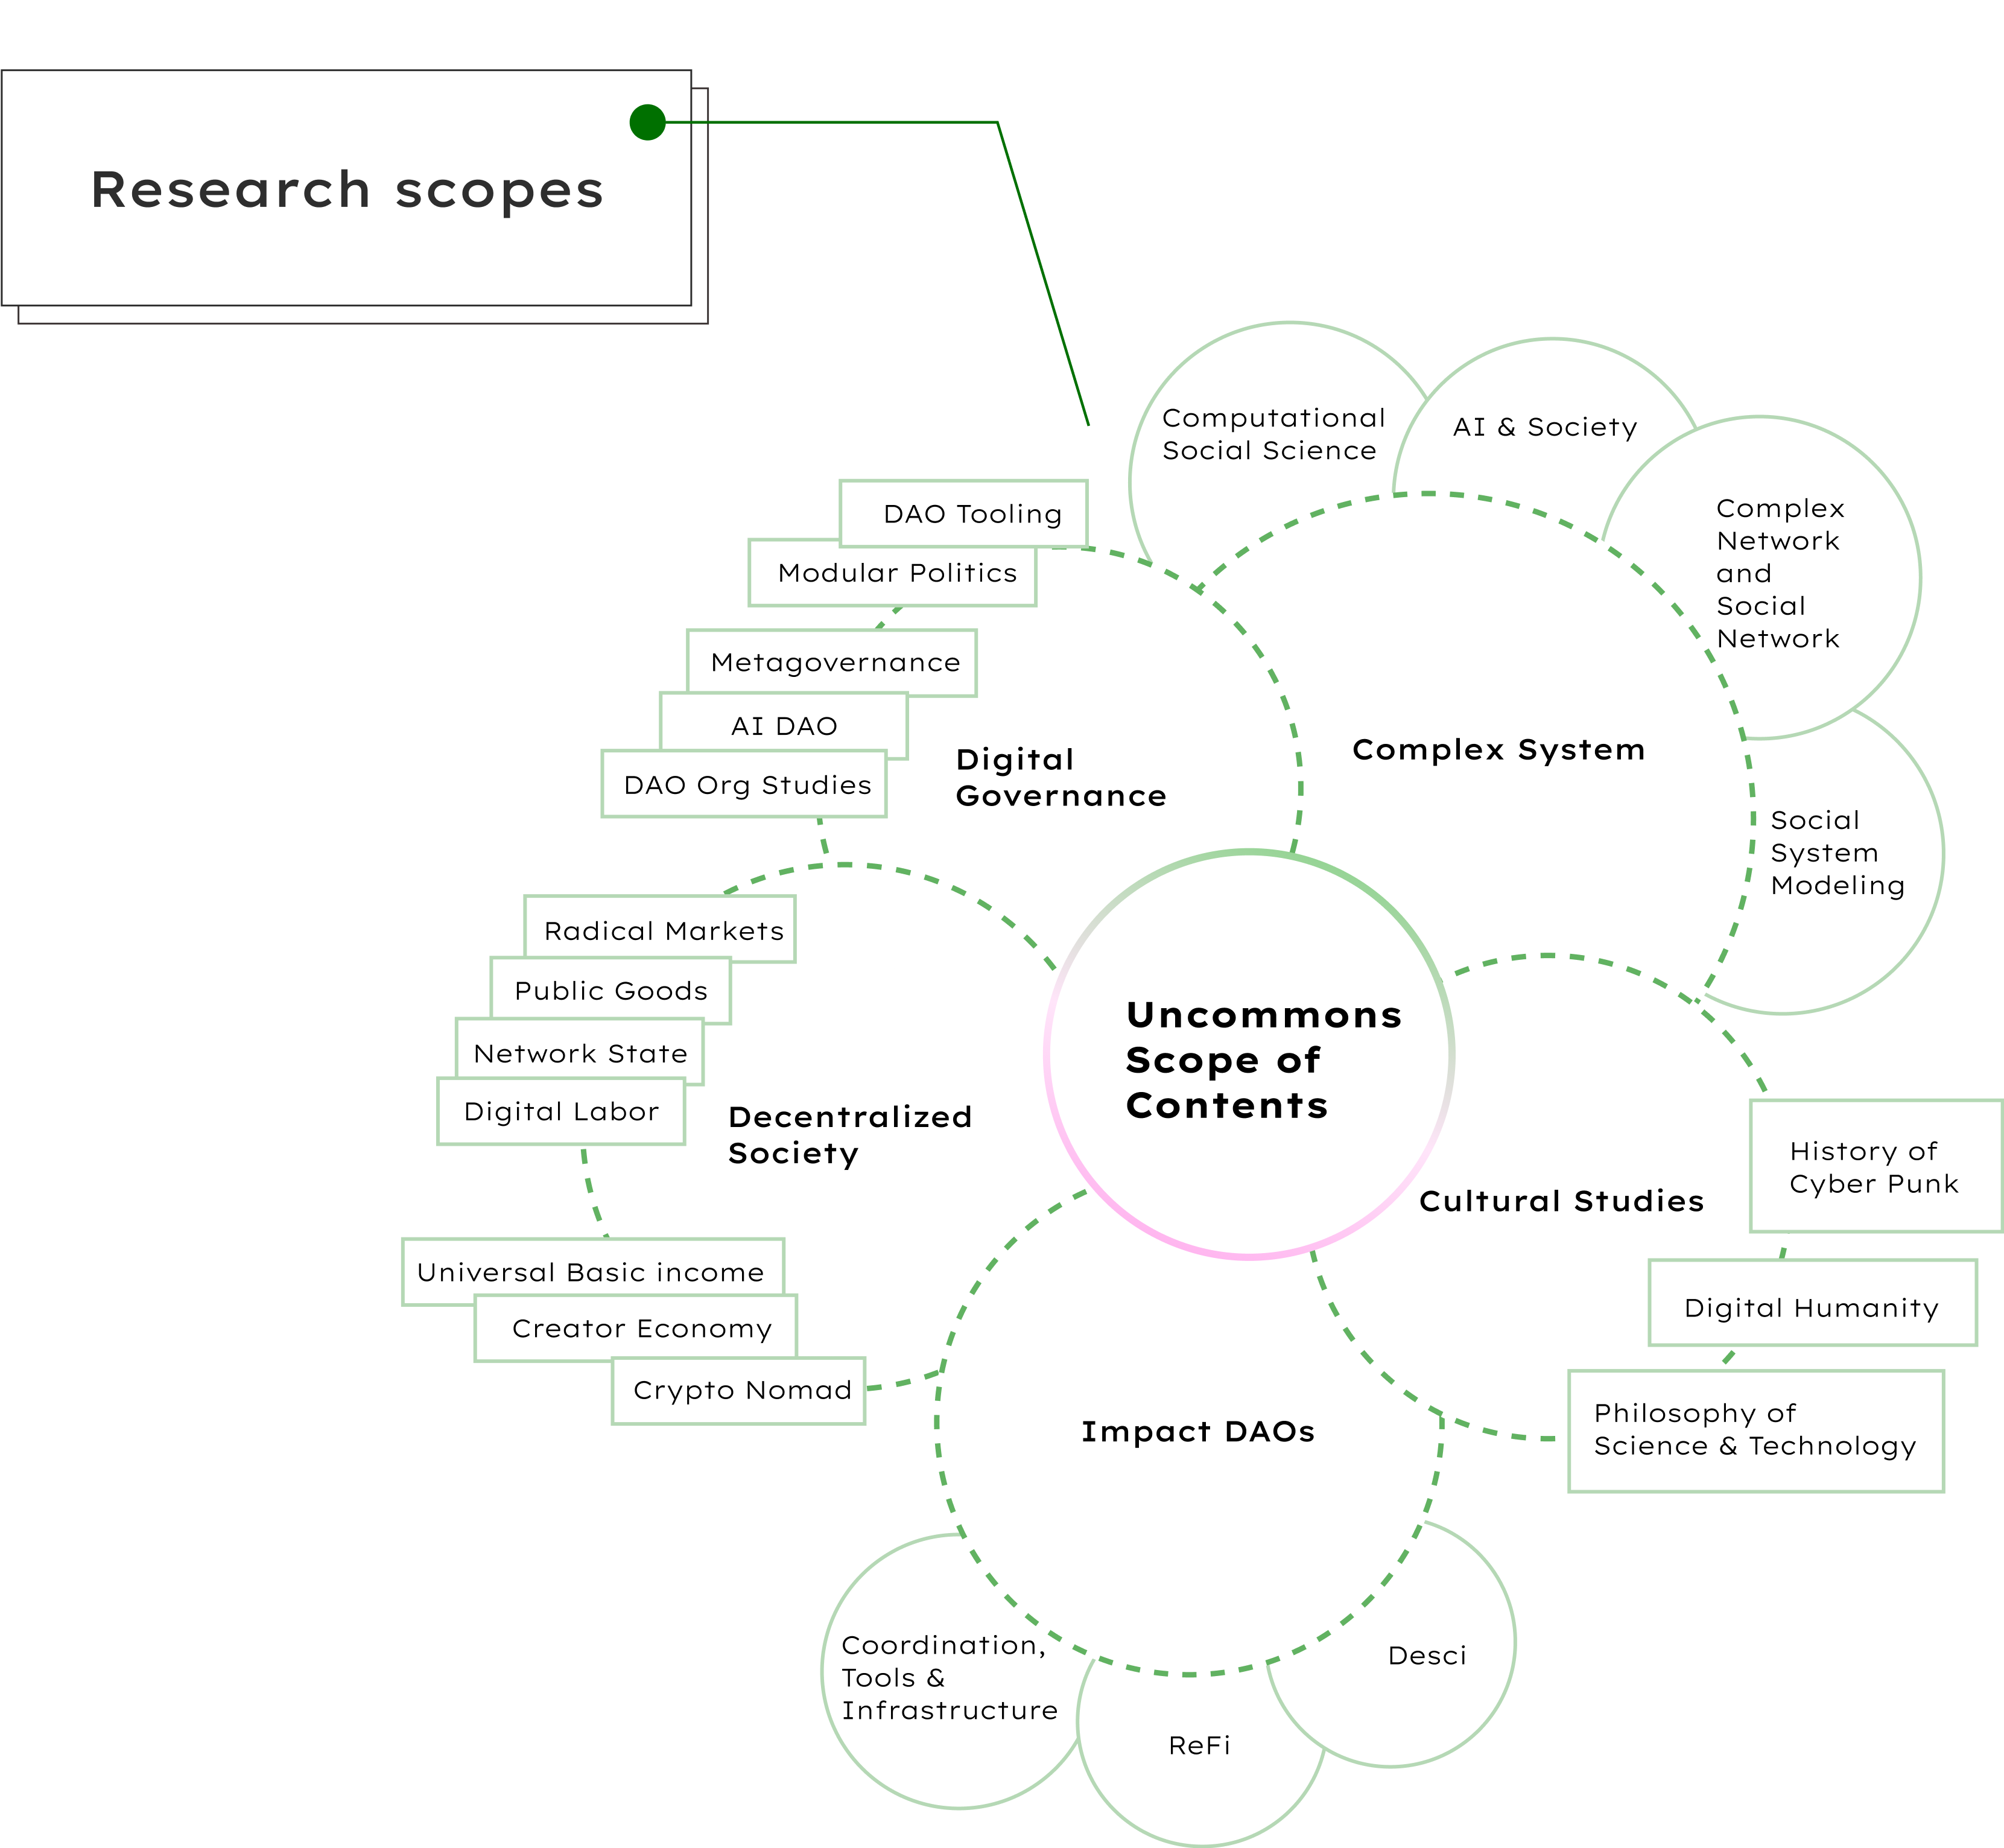 Research scopes
Computational
Social Science
AI & Society
Complex
Network
and
Social
Network
Social
System
Modeling
Complex System
DAO Tooling
Modular Politics
Metagovernance
AI DAO
DAO Org Studies
Digital
Governance
Radical Markets
Public Goods
Network State
Digital Labor
Decentralized
Society
Universal Basic income
Creator Economy
Crypto Nomad
Uncommons
Scope of
Contents
Cultural Studies
History of
Cyber Punk
Digital Humanity
Philosophy of
Science & Technology
Impact DAOs
Coordination,
Tools &
Infrastructure
ReFi
Desci